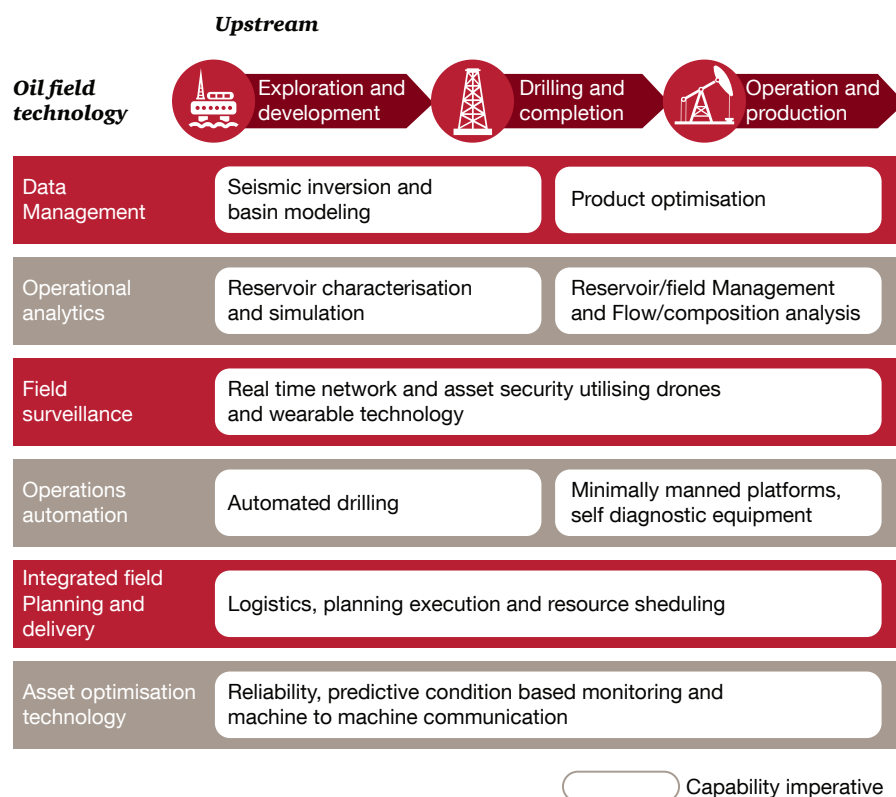 Upstream
Oil field
technology
Exploration and
development
Drilling and
completion
Operation and
production
Data
Management
Seismic inversion and
basin modeling
Product optimisation
Operational
analytics
Reservoir characterisation
and simulation
Reservoir/field Management
and Flow/composition analysis
Field
surveillance
Real time network and asset security utilising drones
and wearable technology
Operations
automation
Automated drilling
Minimally manned platforms,
self diagnostic equipment
Integrated field
Planning and
delivery
Logistics, planning execution and resource sheduling
Asset optimisation
technology
Reliability, predictive condition based monitoring and
machine to machine communication
Capability imperative